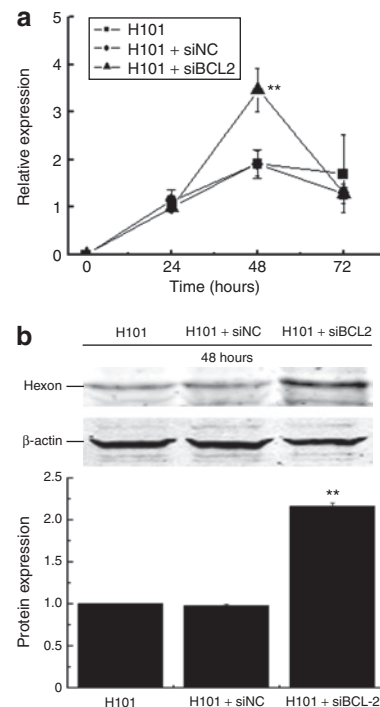 a
5
4
3
2
1
0
Relative expression
H101
H101 + siNC
H101 + siBCL2
**
0 24 48 72
Time (hours)
b
H101 H101 + siNC H101 + siBCL2
48 hours
Hexon
β-actin
2.5
2.0
1.5
1.0
0.5
0
Protein expression
**
H101 H101 + siNC H101 + siBCL-2